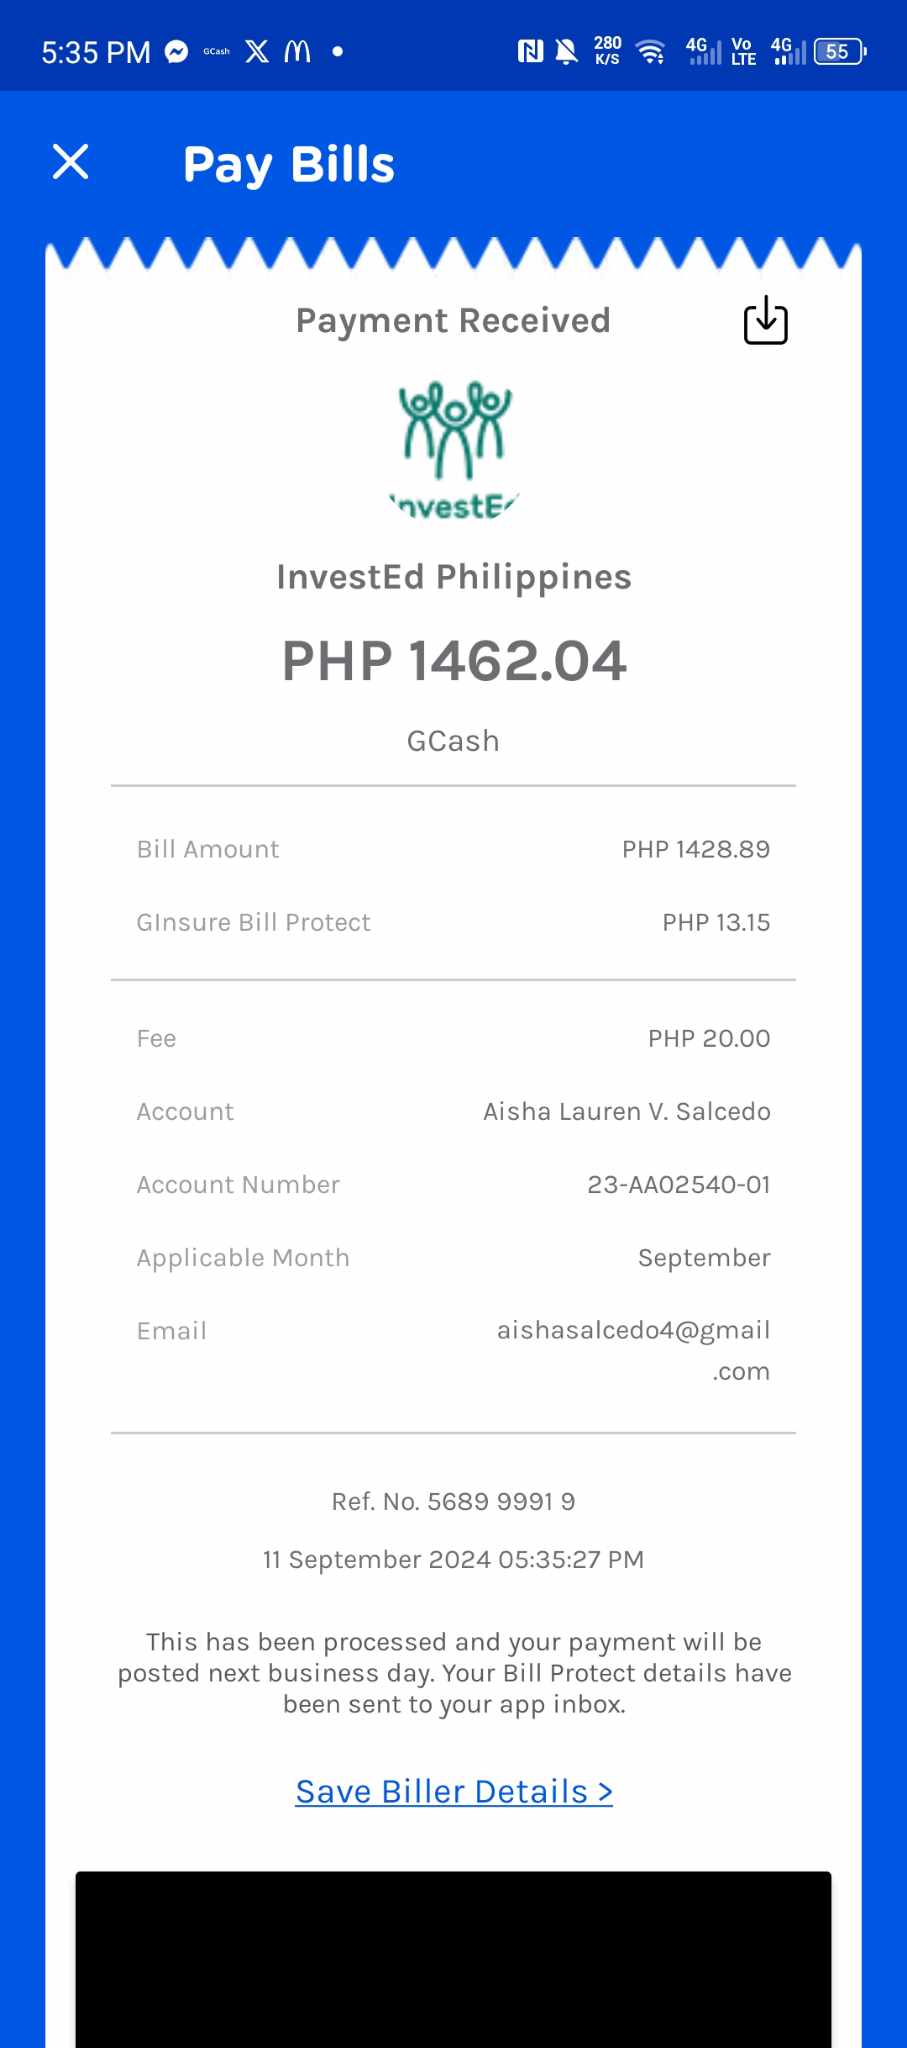 5:35 PM GCash 280 K/S 4G Vo LTE 4G 55
Pay Bills
Payment Received
InvestEd
InvestEd Philippines
PHP 1462.04
GCash
Bill Amount PHP 1428.89
GInsure Bill Protect PHP 13.15
Fee PHP 20.00
Account Aisha Lauren V. Salcedo
Account Number 23-AA02540-01
Applicable Month September
Email aishasalcedo4@gmail
.com
Ref. No. 5689 9991 9
11 September 2024 05:35:27 PM
This has been processed and your payment will be
posted next business day. Your Bill Protect details have
been sent to your app inbox.
Save Biller Details >